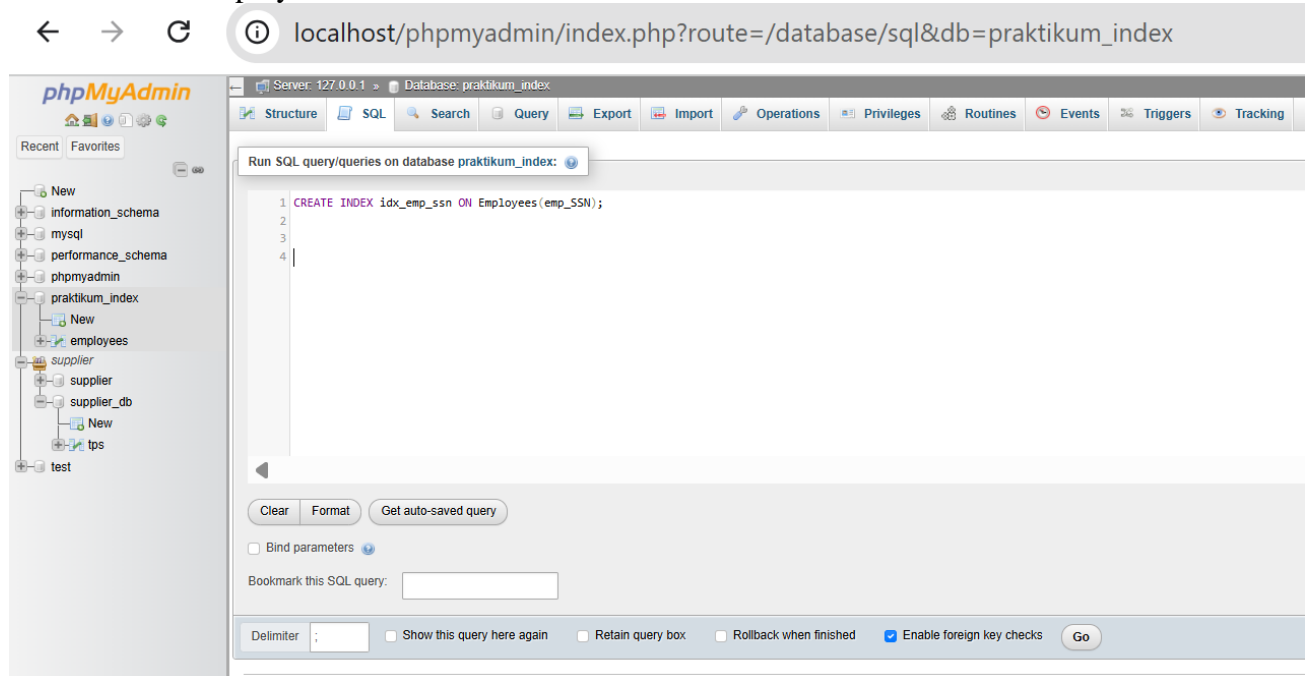 localhost/phpmyadmin/index.php?route=/database/sql&db=praktikum_index
phpMyAdmin
Recent Favorites
New
information_schema
mysql
performance_schema
phpmyadmin
praktikum_index
New
employees
supplier
supplier
supplier_db
New
tps
test
Server: 127.0.0.1 » Database: praktikum_index
Structure SQL Search Query Export Import Operations Privileges Routines Events Triggers Tracking
Run SQL query/queries on database praktikum_index:
1 CREATE INDEX idx_emp_ssn ON Employees(emp_SSN);
2
3
4
Clear Format Get auto-saved query
Bind parameters
Bookmark this SQL query:
Delimiter ; Show this query here again Retain query box Rollback when finished Enable foreign key checks Go